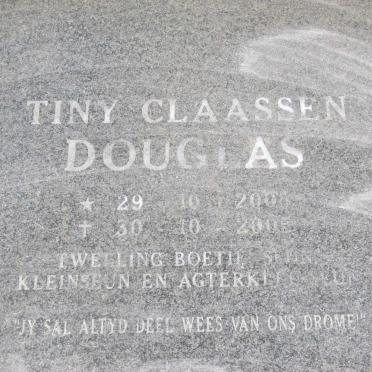 TINY CLAASSEN
DOUGLAS
★ 29 - 10 -
✝ 30 - 10 -
TWEELING BOETIE,
KLEINSEUN EN
"JY SAL ALTYD DEEL WEES VAN ONS DROME!"